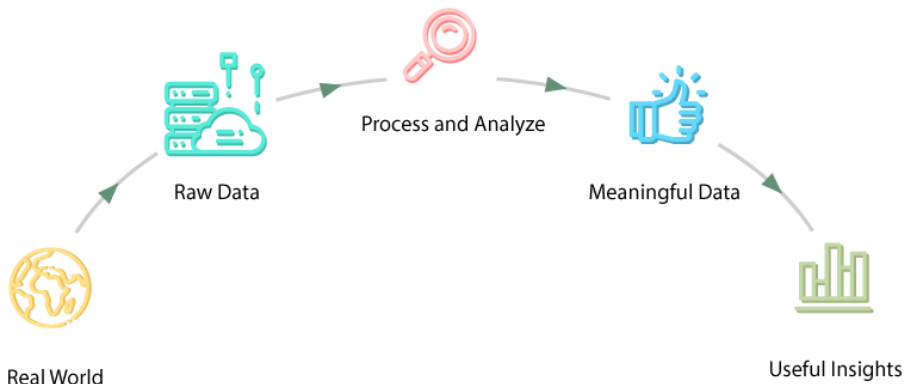 Process and Analyze
Raw Data
Meaningful Data
Real World
Useful Insights